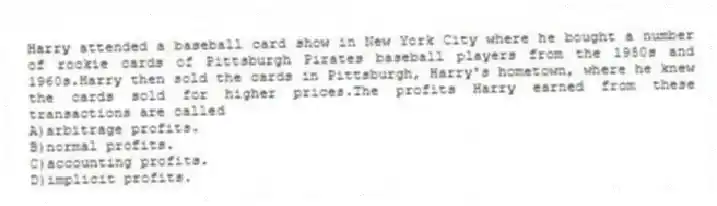 Harry attended a baseball card show in New York City where he bought a number
of rookie cards of Pittsburgh Pirates baseball players from the 1950s and
1960s.Harry then sold the cards in Pittsburgh, Harry's hometown, where he knew
the cards sold for higher prices.The profits Harry earned from these
transactions are called
A)arbitrage profits.
B)normal profits.
C)accounting profits.
D)implicit profits.